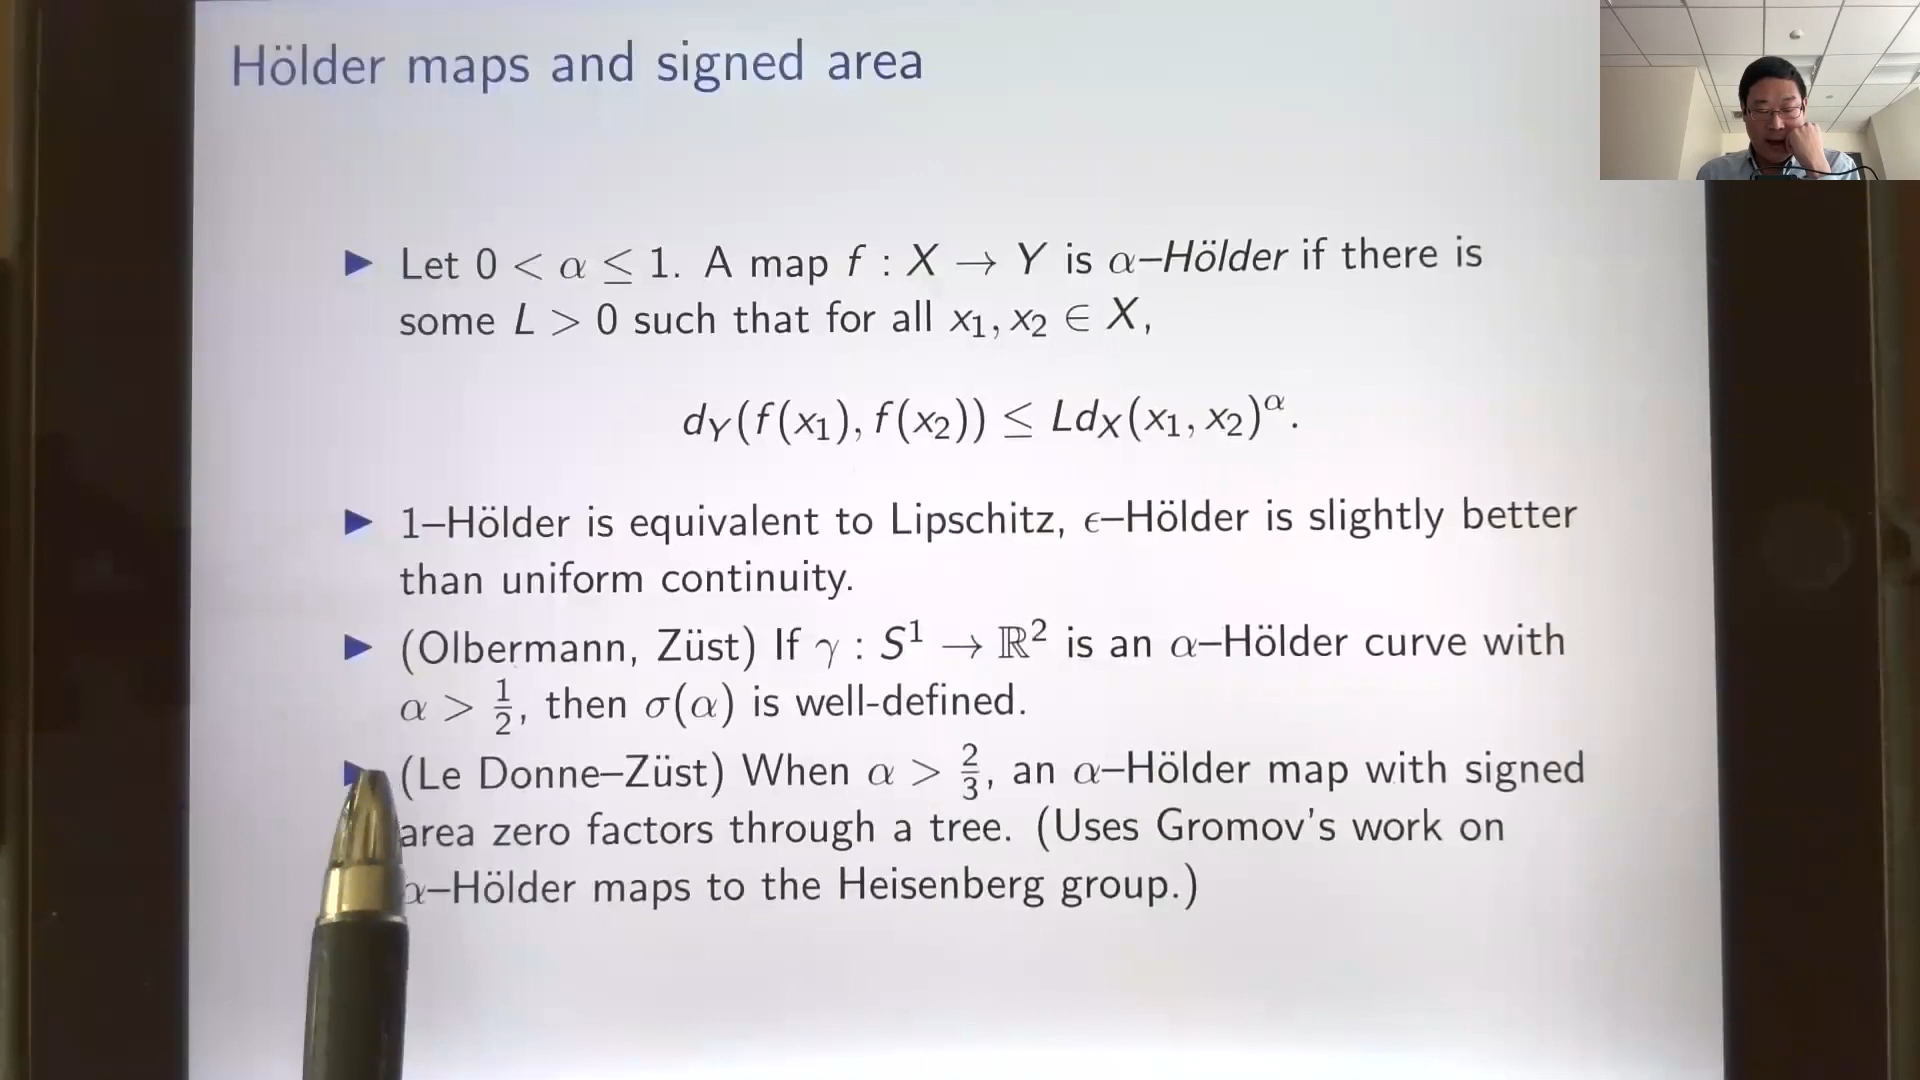 Hölder maps and signed area
▶ Let 0 < α ≤ 1. A map f : X → Y is α–Hölder if there is
some L > 0 such that for all x₁, x₂ ∈ X,
d_Y(f(x₁), f(x₂)) ≤ Ld_X(x₁, x₂)^α.
▶ 1–Hölder is equivalent to Lipschitz, ϵ–Hölder is slightly better
than uniform continuity.
▶ (Olbermann, Züst) If γ : S¹ → ℝ² is an α–Hölder curve with
α > 1/2, then σ(α) is well-defined.
▶ (Le Donne–Züst) When α > 2/3, an α–Hölder map with signed
area zero factors through a tree. (Uses Gromov's work on
α–Hölder maps to the Heisenberg group.)